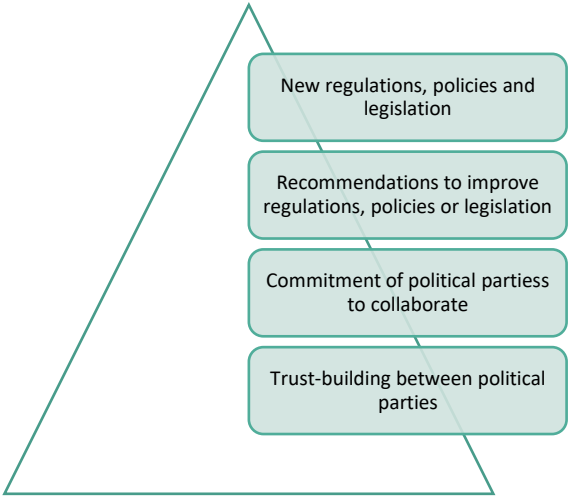 New regulations, policies and
legislation
Recommendations to improve
regulations, policies or legislation
Commitment of political partiess
to collaborate
Trust-building between political
parties